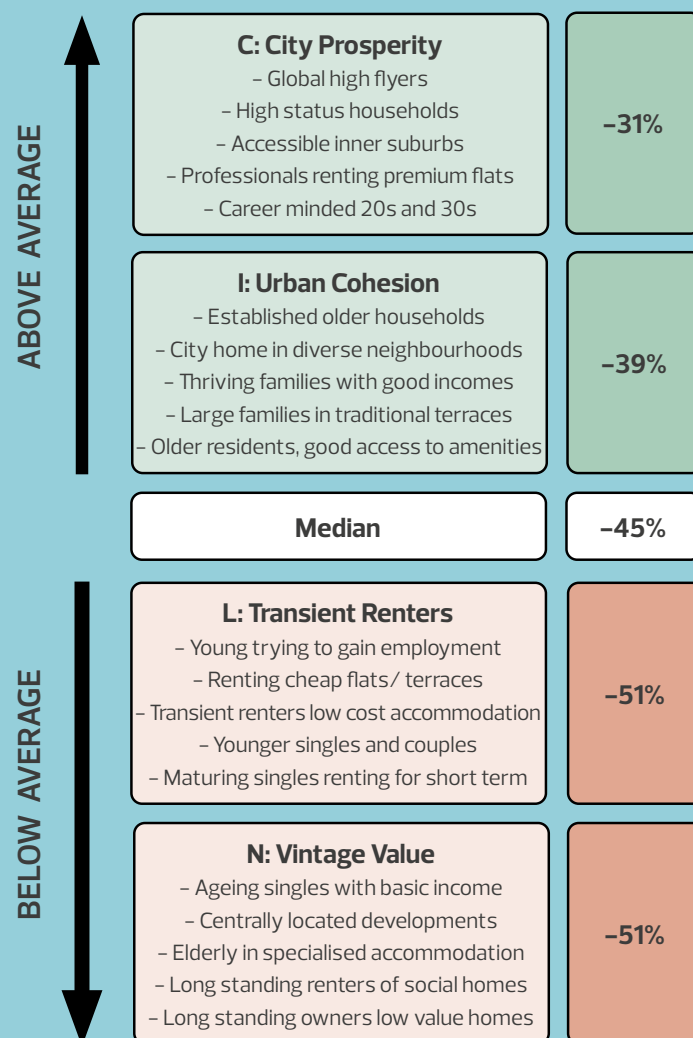 ABOVE AVERAGE
C: City Prosperity
– Global high flyers
– High status households
– Accessible inner suburbs
– Professionals renting premium flats
– Career minded 20s and 30s
-31%
I: Urban Cohesion
– Established older households
– City home in diverse neighbourhoods
– Thriving families with good incomes
– Large families in traditional terraces
– Older residents, good access to amenities
-39%
Median
-45%
BELOW AVERAGE
L: Transient Renters
– Young trying to gain employment
– Renting cheap flats/ terraces
– Transient renters low cost accommodation
– Younger singles and couples
– Maturing singles renting for short term
-51%
N: Vintage Value
– Ageing singles with basic income
– Centrally located developments
– Elderly in specialised accommodation
– Long standing renters of social homes
– Long standing owners low value homes
-51%